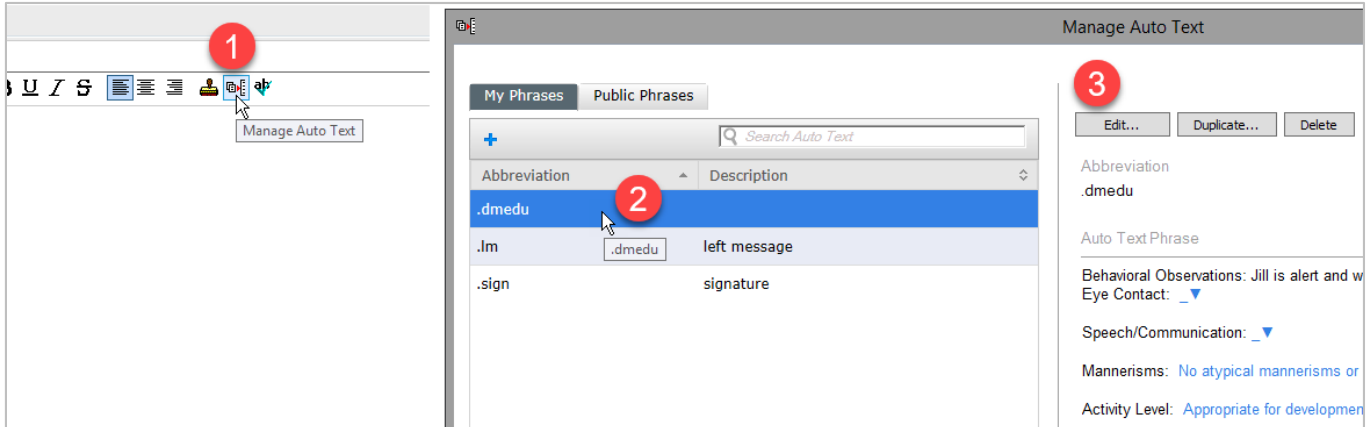 1
B U I S
ab
Manage Auto Text
Manage Auto Text
My Phrases Public Phrases
Search Auto Text
Abbreviation Description
.dmedu
2
.dmedu
.lm left message
.sign signature
3
Edit... Duplicate... Delete
Abbreviation
.dmedu
Auto Text Phrase
Behavioral Observations: Jill is alert and w
Eye Contact: _
Speech/Communication: _
Mannerisms: No atypical mannerisms or
Activity Level: Appropriate for developmen